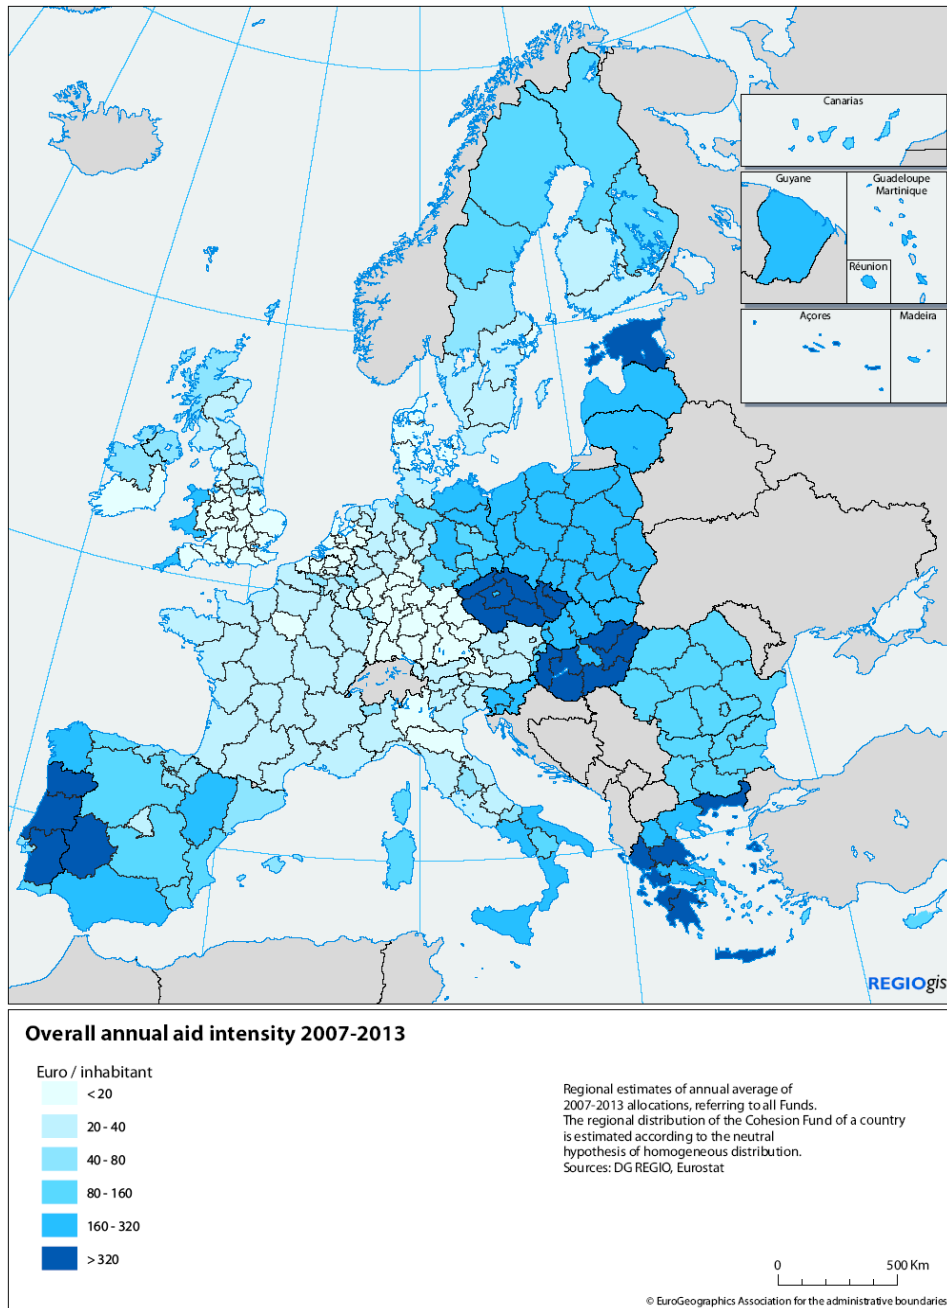 Canarias
Guyane
Guadeloupe
Martinique
Réunion
Açores
Madeira
REGIOgis
Overall annual aid intensity 2007-2013
Euro / inhabitant
< 20
20 - 40
40 - 80
80 - 160
160 - 320
> 320
Regional estimates of annual average of
2007-2013 allocations, referring to all Funds.
The regional distribution of the Cohesion Fund of a country
is estimated according to the neutral
hypothesis of homogeneous distribution.
Sources: DG REGIO, Eurostat
0 500 Km
© EuroGeographics Association for the administrative boundaries